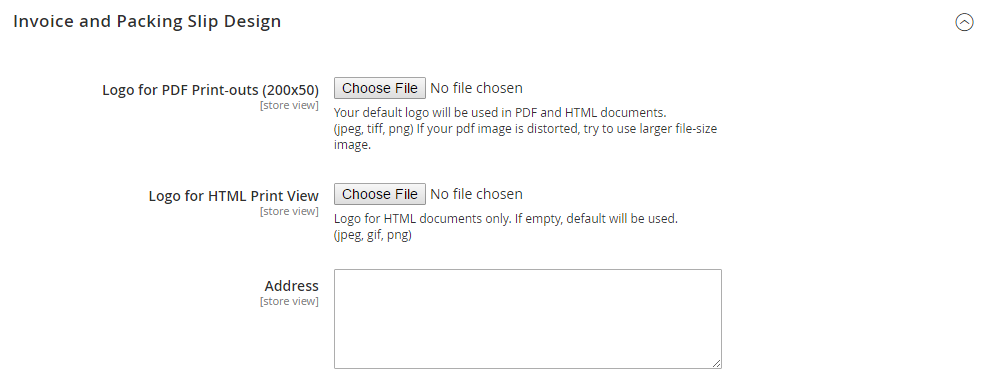 Invoice and Packing Slip Design
Logo for PDF Print-outs (200x50)
[store view]
Choose File No file chosen
Your default logo will be used in PDF and HTML documents.
(jpeg, tiff, png) If your pdf image is distorted, try to use larger file-size
image.
Logo for HTML Print View
[store view]
Choose File No file chosen
Logo for HTML documents only. If empty, default will be used.
(jpeg, gif, png)
Address
[store view]